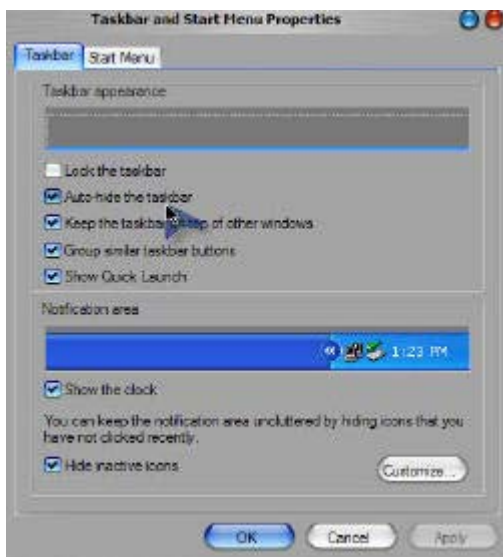 Taskbar and Start Menu Properties
Taskbar Start Menu
Taskbar appearance
Lock the taskbar
Auto-hide the taskbar
Keep the taskbar on top of other windows
Group similar taskbar buttons
Show Quick Launch
Notification area
1:23 PM
Show the clock
You can keep the notification area uncluttered by hiding icons that you
have not clicked recently.
Hide inactive icons
Customize...
OK Cancel Apply